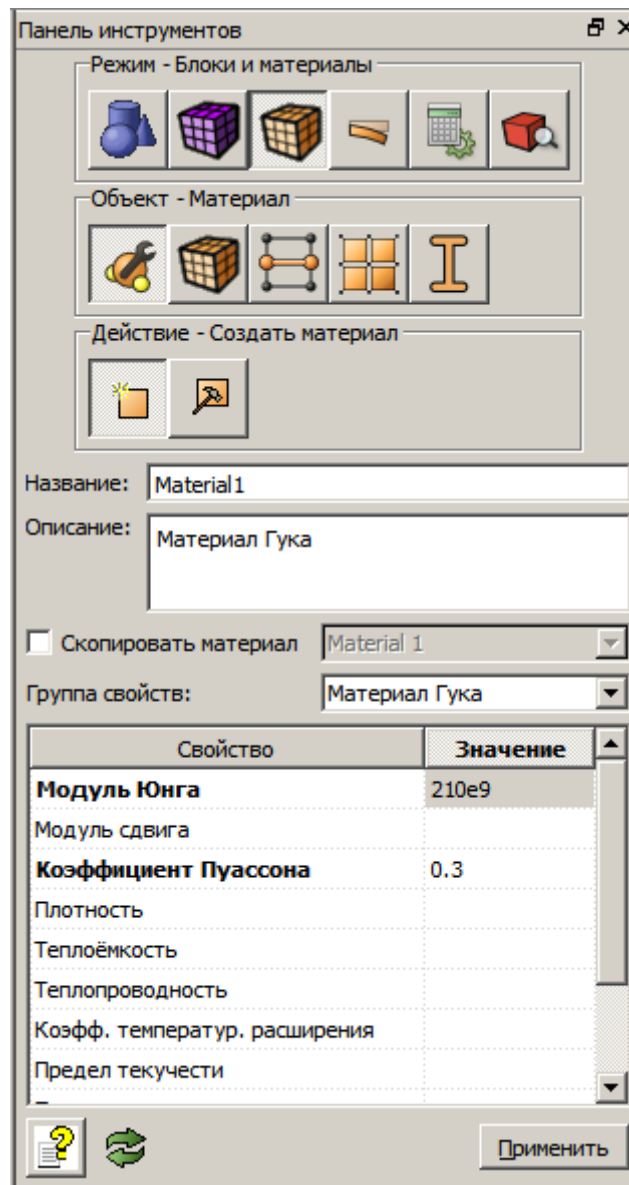 Панель инструментов
Режим - Блоки и материалы
Объект - Материал
Действие - Создать материал
Название: Material1
Описание: Материал Гука
Скопировать материал Material 1
Группа свойств: Материал Гука
Свойство Значение
Модуль Юнга 210e9
Модуль сдвига
Коэффициент Пуассона 0.3
Плотность
Теплоёмкость
Теплопроводность
Коэфф. температур. расширения
Предел текучести
Применить